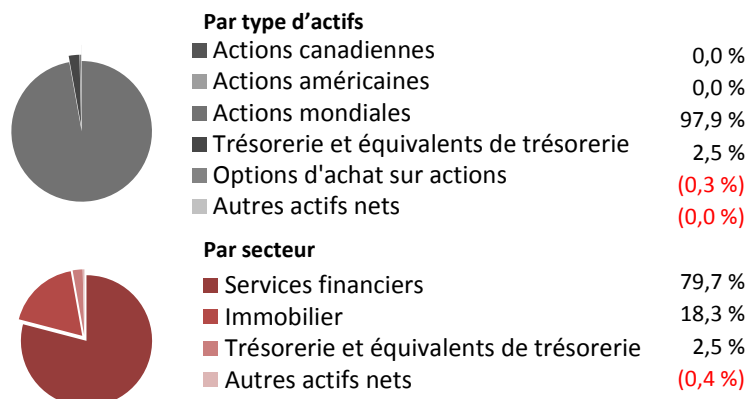 Par type d’actifs
Actions canadiennes 0,0 %
Actions américaines 0,0 %
Actions mondiales 97,9 %
Trésorerie et équivalents de trésorerie 2,5 %
Options d'achat sur actions (0,3 %)
Autres actifs nets (0,0 %)
Par secteur
Services financiers 79,7 %
Immobilier 18,3 %
Trésorerie et équivalents de trésorerie 2,5 %
Autres actifs nets (0,4 %)